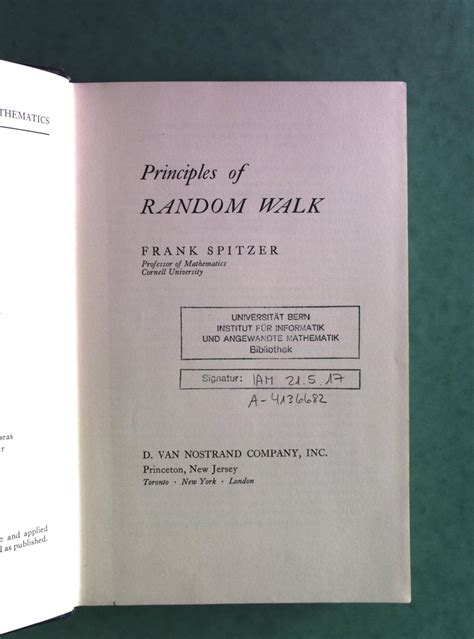 THEMATICS
Principles of
RANDOM WALK
FRANK SPITZER
Professor of Mathematics
Cornell University
UNIVERSITÄT BERN
INSTITUT FÜR INFORMATIK
UND ANGEWANDTE MATHEMATIK
Bibliothek
Signatur: IAM 21.5.17
A-4136682
D. VAN NOSTRAND COMPANY, INC.
Princeton, New Jersey
Toronto · New York · London
e and applied
as published.